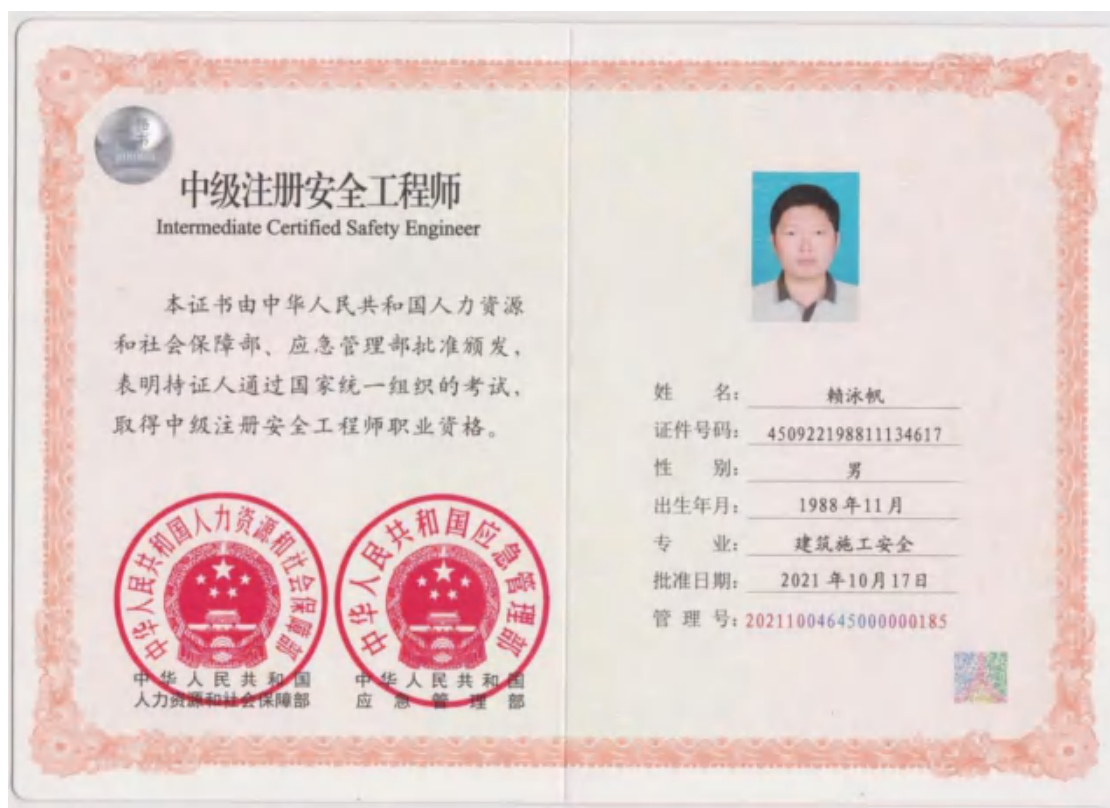 中级注册安全工程师
Intermediate Certified Safety Engineer
本证书由中华人民共和国人力资源
和社会保障部、应急管理部批准颁发，
表明持证人通过国家统一组织的考试，
取得中级注册安全工程师职业资格。
中华人民共和国人力资源和社会保障部
中华人民共和国应急管理部
中华人民共和国
人力资源和社会保障部
中华人民共和国
应急管理部
姓 名：赖泳帆
证件号码：450922198811134617
性 别：男
出生年月：1988年11月
专 业：建筑施工安全
批准日期：2021年10月17日
管 理 号：20211004645000000185